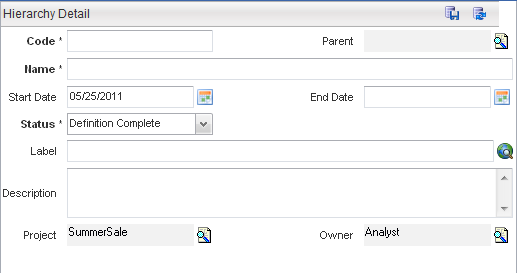 Hierarchy Detail
Code * Parent
Name *
Start Date 05/25/2011 End Date
Status * Definition Complete
Label
Description
Project SummerSale Owner Analyst